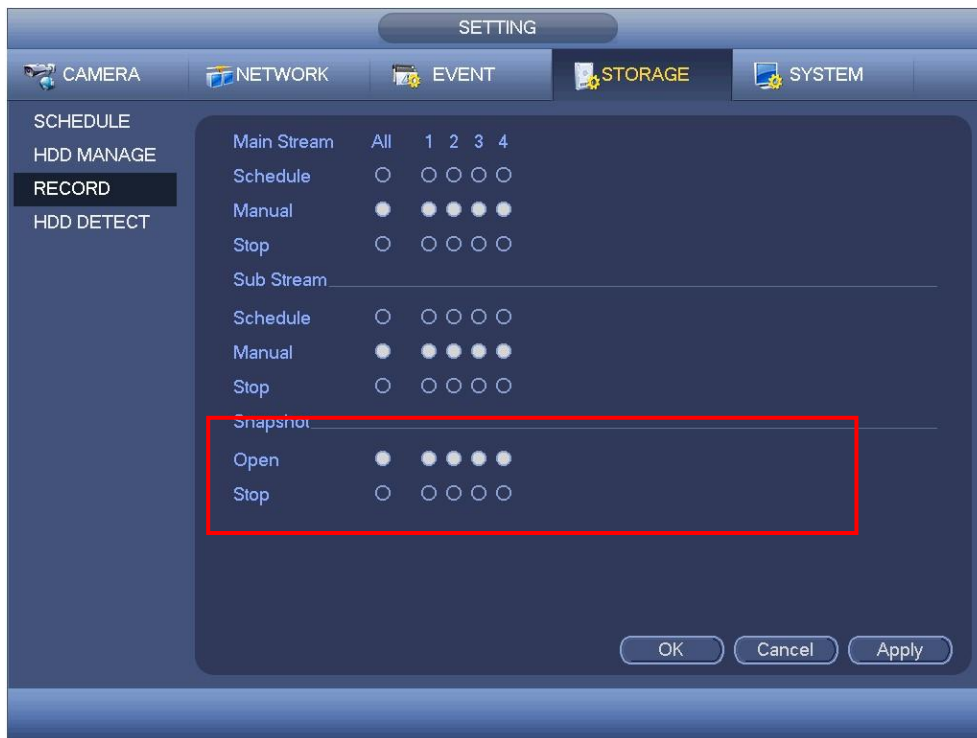 SETTING
CAMERA NETWORK EVENT STORAGE SYSTEM
SCHEDULE
HDD MANAGE
RECORD
HDD DETECT
Main Stream All 1 2 3 4
Schedule
Manual
Stop
Sub Stream
Schedule
Manual
Stop
Snapshot
Open
Stop
OK Cancel Apply